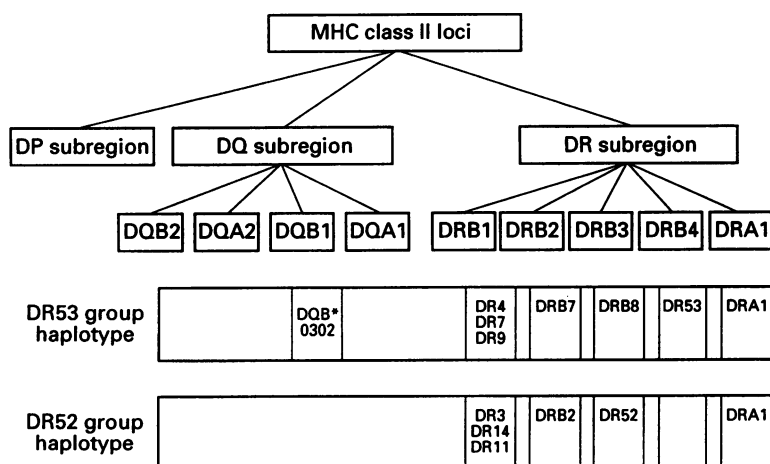 MHC class II loci
DP subregion
DQ subregion
DR subregion
DQB2
DQA2
DQB1
DQA1
DRB1
DRB2
DRB3
DRB4
DRA1
DR53 group
haplotype
DQB*
0302
DR4
DR7
DR9
DRB7
DRB8
DR53
DRA1
DR52 group
haplotype
DR3
DR14
DR11
DRB2
DR52
DRA1